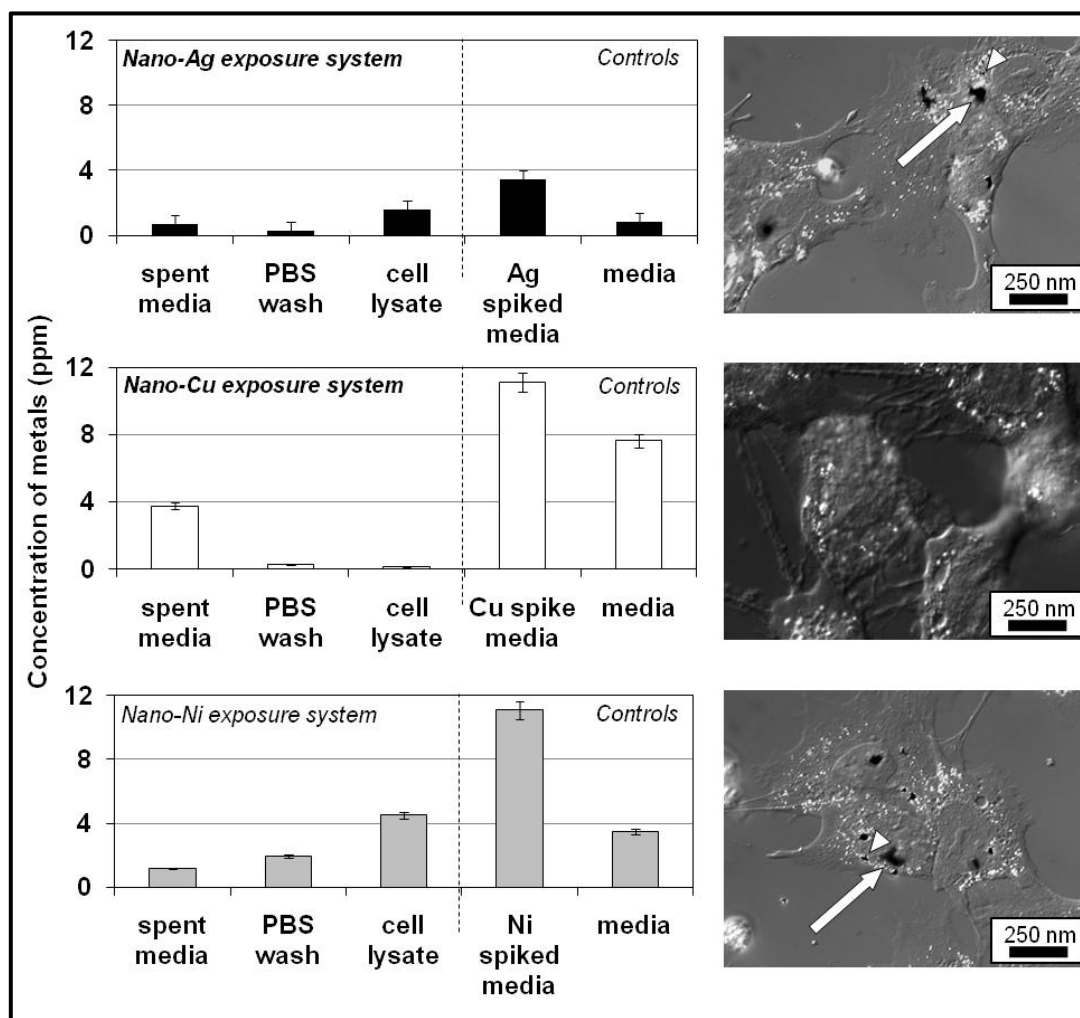 Concentration of metals (ppm)
12
8
4
0
Nano-Ag exposure system
Controls
spent
media
PBS
wash
cell
lysate
Ag
spiked
media
media
250 nm
12
8
4
0
Nano-Cu exposure system
Controls
spent
media
PBS
wash
cell
lysate
Cu spike
media
media
250 nm
12
8
4
0
Nano-Ni exposure system
Controls
spent
media
PBS
wash
cell
lysate
Ni
spiked
media
media
250 nm